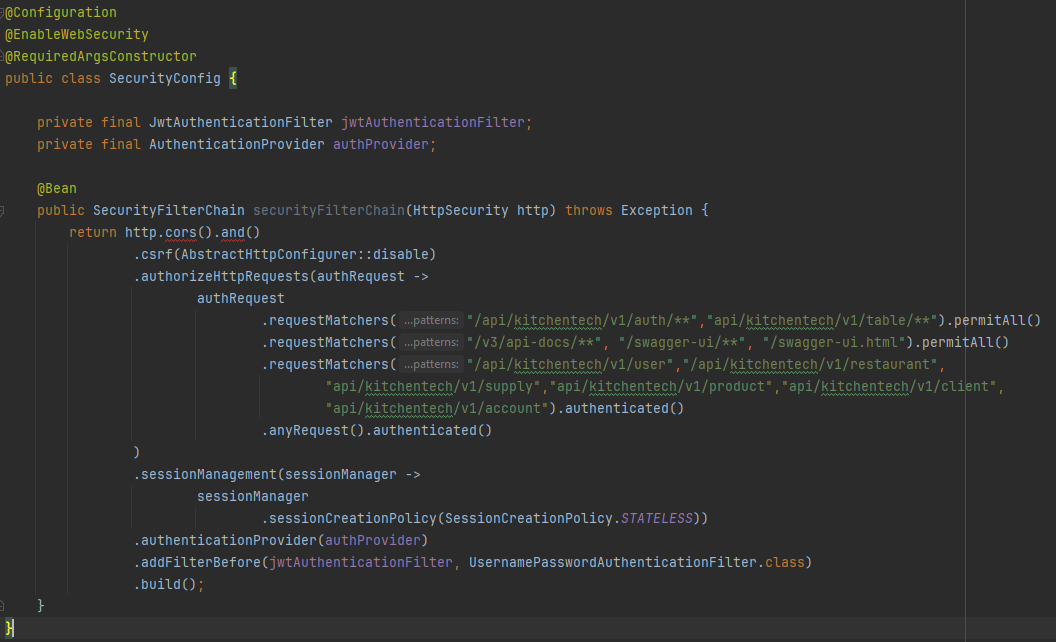 @Configuration
@EnableWebSecurity
@RequiredArgsConstructor
public class SecurityConfig {
private final JwtAuthenticationFilter jwtAuthenticationFilter;
private final AuthenticationProvider authProvider;
@Bean
public SecurityFilterChain securityFilterChain(HttpSecurity http) throws Exception {
return http.cors().and()
.csrf(AbstractHttpConfigurer::disable)
.authorizeHttpRequests(authRequest ->
authRequest
.requestMatchers( ...patterns: "/api/kitchentech/v1/auth/**","api/kitchentech/v1/table/**").permitAll()
.requestMatchers( ...patterns: "/v3/api-docs/**", "/swagger-ui/**", "/swagger-ui.html").permitAll()
.requestMatchers( ...patterns: "/api/kitchentech/v1/user","/api/kitchentech/v1/restaurant",
"api/kitchentech/v1/supply","api/kitchentech/v1/product","api/kitchentech/v1/client",
"api/kitchentech/v1/account").authenticated()
.anyRequest().authenticated()
)
.sessionManagement(sessionManager ->
sessionManager
.sessionCreationPolicy(SessionCreationPolicy.STATELESS))
.authenticationProvider(authProvider)
.addFilterBefore(jwtAuthenticationFilter, UsernamePasswordAuthenticationFilter.class)
.build();
}
}